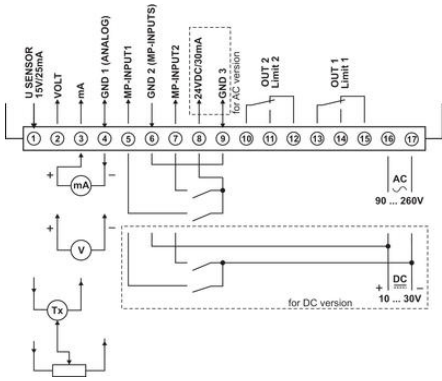 U SENSOR
15V/25mA
VOLT
mA
GND 1 (ANALOG)
MP-INPUT1
GND 2 (MP-INPUTS)
MP-INPUT2
24VDC/30mA
GND 3
for AC version
OUT 2
Limit 2
OUT 1
Limit 1
1 2 3 4 5 6 7 8 9 10 11 12 13 14 15 16 17
+ mA −
AC
90 ... 260V
+ V −
Tx
+ DC −
10 ... 30V
for DC version